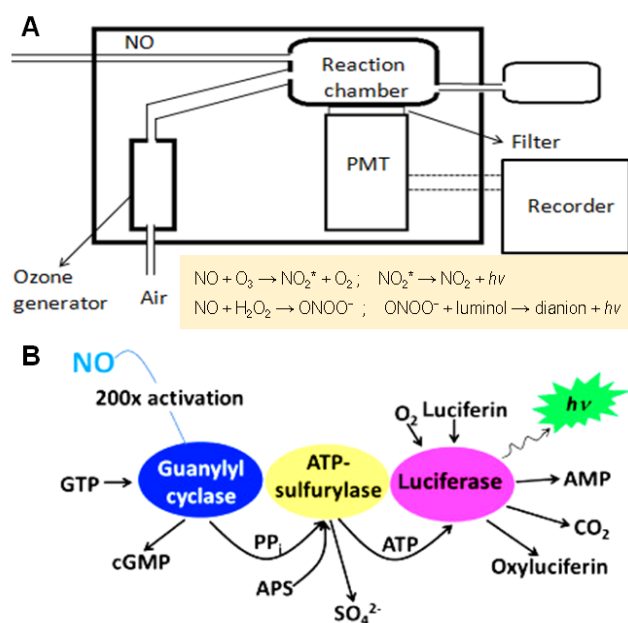 A
NO
Reaction
chamber
Filter
PMT
Recorder
Ozone
generator
Air
NO + O₃ → NO₂* + O₂ ; NO₂* → NO₂ + hν
NO + H₂O₂ → ONOO⁻ ; ONOO⁻ + luminol → dianion + hν
B
NO
200x activation
hν
O₂ Luciferin
GTP
Guanylyl
cyclase
ATP-
sulfurylase
Luciferase
AMP
cGMP
PPi
APS
ATP
CO₂
Oxyluciferin
SO₄²⁻